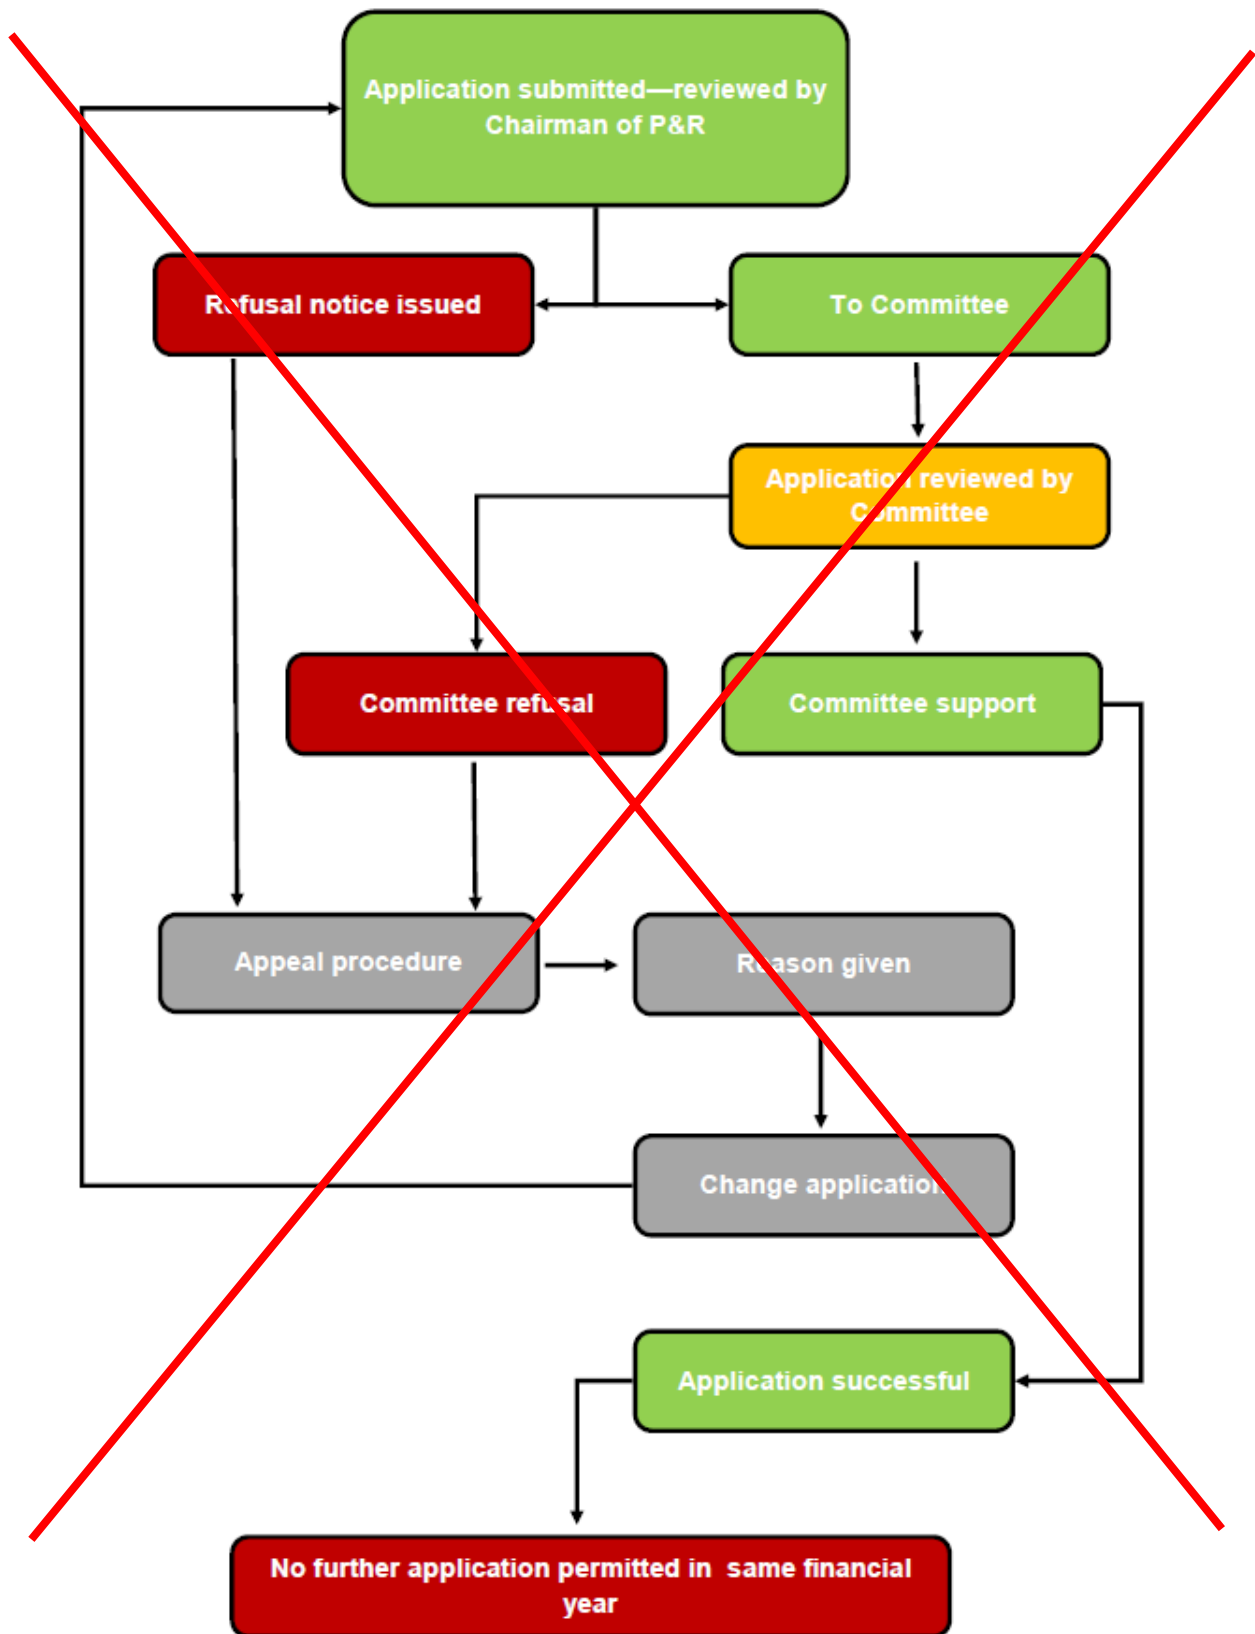 Application submitted—reviewed by
Chairman of P&R
Refusal notice issued
To Committee
Application reviewed by
Committee
Committee refusal
Committee support
Appeal procedure
Reason given
Change application
Application successful
No further application permitted in  same financial
year